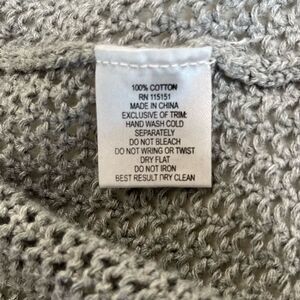 100% COTTON
RN 115151
MADE IN CHINA
EXCLUSIVE OF TRIM:
HAND WASH COLD
SEPARATELY
DO NOT BLEACH
DO NOT WRING OR TWIST
DRY FLAT
DO NOT IRON
BEST RESULT DRY CLEAN